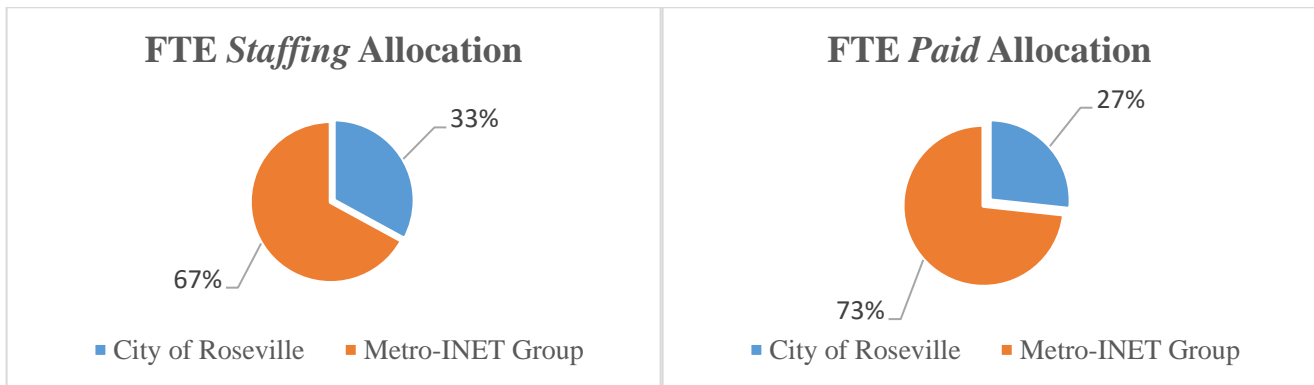 FTE Staffing Allocation
33%
67%
City of Roseville Metro-INET Group
FTE Paid Allocation
27%
73%
City of Roseville Metro-INET Group